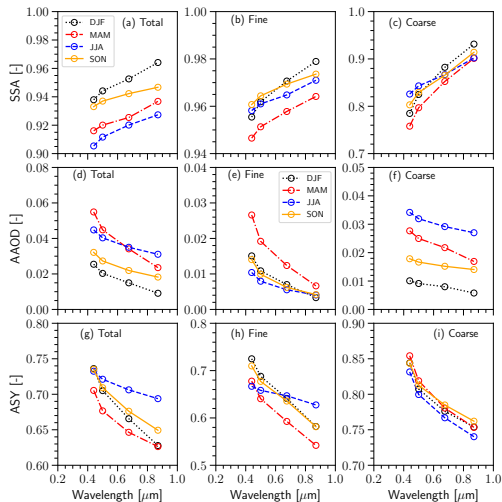 (a) Total
(b) Fine
(c) Coarse
DJF
MAM
JJA
SON
SSA [-]
1.00
0.98
0.96
0.94
0.92
0.90
1.00
0.98
0.96
0.94
1.0
0.9
0.8
0.7
(d) Total
(e) Fine
(f) Coarse
DJF
MAM
JJA
SON
AAOD [-]
0.08
0.06
0.04
0.02
0.00
0.04
0.03
0.02
0.01
0.00
0.05
0.04
0.03
0.02
0.01
0.00
(g) Total
(h) Fine
(i) Coarse
ASY [-]
0.80
0.75
0.70
0.65
0.60
0.8
0.7
0.6
0.5
0.90
0.85
0.80
0.75
0.70
0.2 0.4 0.6 0.8 1.0
0.2 0.4 0.6 0.8 1.0
0.2 0.4 0.6 0.8 1.0
Wavelength [μm]
Wavelength [μm]
Wavelength [μm]